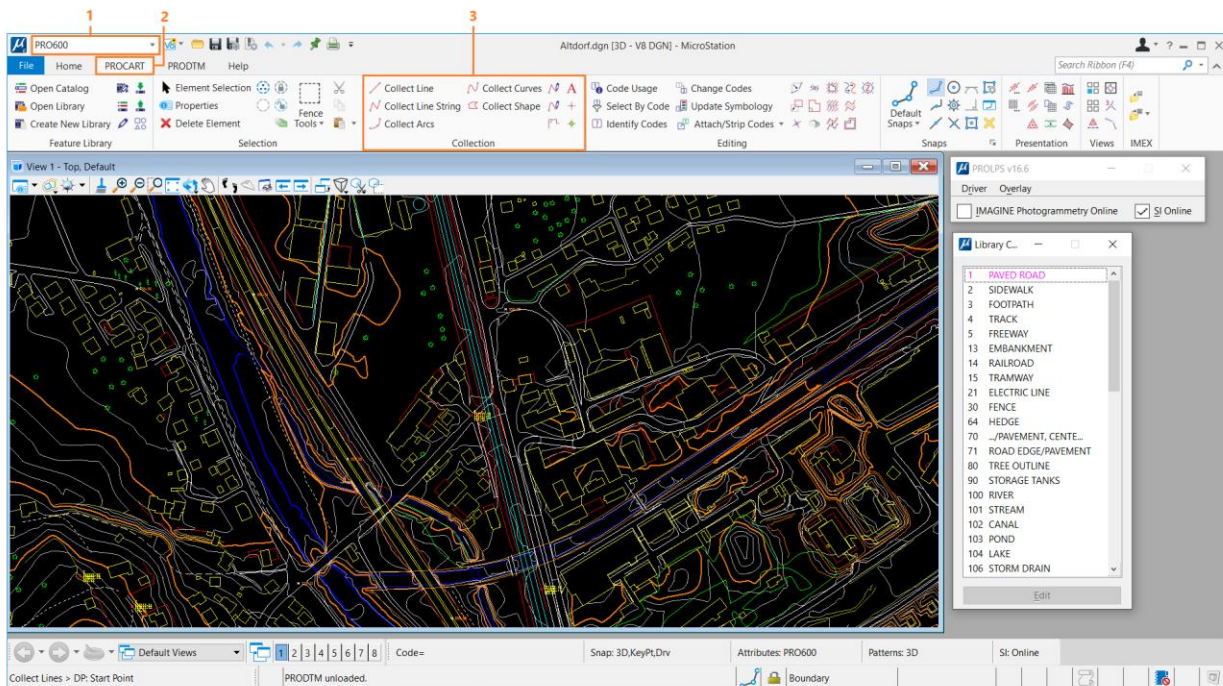 1
2
3
PRO600
Altdorf.dgn [3D - V8 DGN] - MicroStation
File Home PROCART PRODTM Help
Search Ribbon (F4)
Open Catalog
Open Library
Create New Library
Feature Library
Element Selection
Properties
Delete Element
Fence Tools
Selection
Collect Line
Collect Line String
Collect Arcs
Collect Curves
Collect Shape
Collection
Code Usage
Select By Code
Identify Codes
Change Codes
Update Symbology
Attach/Strip Codes
Editing
Default Snaps
Snaps
Presentation
Views
IMEX
View 1 - Top, Default
PROLPS v16.6
Driver Overlay
IMAGINE Photogrammetry Online
SI Online
Library C...
1 PAVED ROAD
2 SIDEWALK
3 FOOTPATH
4 TRACK
5 FREEWAY
13 EMBANKMENT
14 RAILROAD
15 TRAMWAY
21 ELECTRIC LINE
30 FENCE
64 HEDGE
70 .../PAVEMENT, CENTE...
71 ROAD EDGE/PAVEMENT
80 TREE OUTLINE
90 STORAGE TANKS
100 RIVER
101 STREAM
102 CANAL
103 POND
104 LAKE
106 STORM DRAIN
Edit
Default Views
1 2 3 4 5 6 7 8
Code=
Snap: 3D,KeyPt,Drv
Attributes: PRO600
Patterns: 3D
SI: Online
Collect Lines > DP: Start Point
PRODTM unloaded.
Boundary